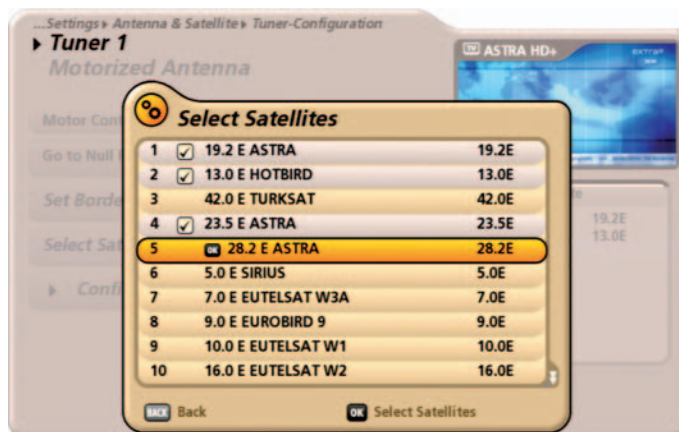 ...Settings ▸ Antenna & Satellite ▸ Tuner-Configuration
▸ Tuner 1
Motorized Antenna
TV ASTRA HD+
Motor Con
Go to Null
Set Borde
Select Sat
▸ Confi
19.2E
13.0E
Select Satellites
1 19.2 E ASTRA 19.2E
2 13.0 E HOTBIRD 13.0E
3 42.0 E TURKSAT 42.0E
4 23.5 E ASTRA 23.5E
5 OK 28.2 E ASTRA 28.2E
6 5.0 E SIRIUS 5.0E
7 7.0 E EUTELSAT W3A 7.0E
8 9.0 E EUROBIRD 9 9.0E
9 10.0 E EUTELSAT W1 10.0E
10 16.0 E EUTELSAT W2 16.0E
BACK Back OK Select Satellites